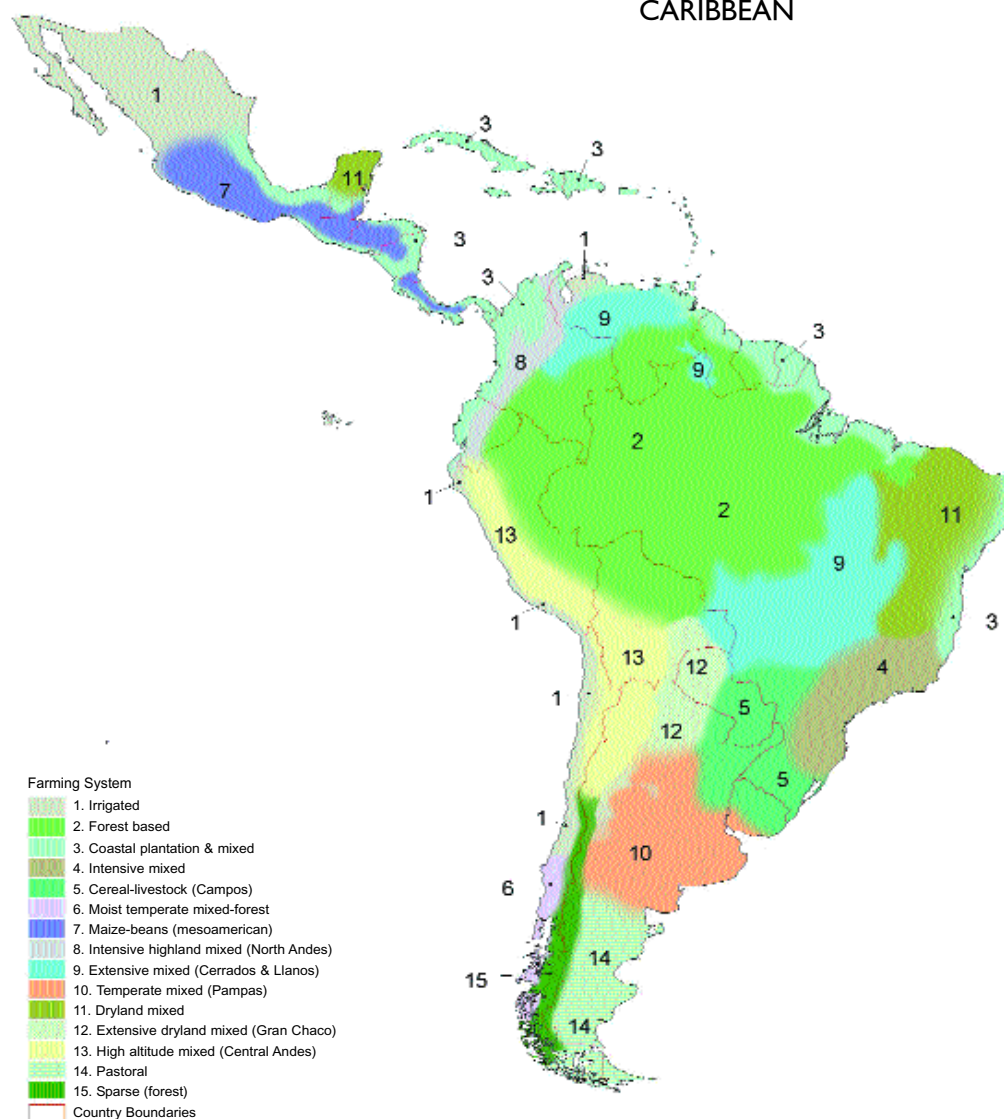 CARIBBEAN
1
3
3
11
7
3
1
3
9
3
8
9
2
1
2
11
13
9
1
3
13
12
4
1
5
12
5
1
10
6
14
15
14
Farming System
1. Irrigated
2. Forest based
3. Coastal plantation & mixed
4. Intensive mixed
5. Cereal-livestock (Campos)
6. Moist temperate mixed-forest
7. Maize-beans (mesoamerican)
8. Intensive highland mixed (North Andes)
9. Extensive mixed (Cerrados & Llanos)
10. Temperate mixed (Pampas)
11. Dryland mixed
12. Extensive dryland mixed (Gran Chaco)
13. High altitude mixed (Central Andes)
14. Pastoral
15. Sparse (forest)
Country Boundaries